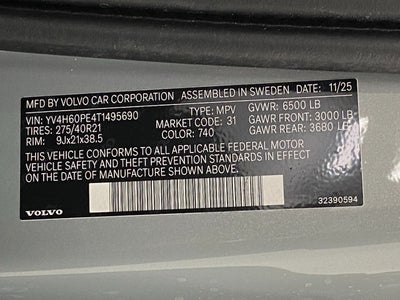 MFD BY VOLVO CAR CORPORATION ASSEMBLED IN SWEDEN 11/25
VIN: YV4H60PE4T1495690 TYPE: MPV GVWR: 6500 LB
TIRES: 275/40R21 MARKET CODE: 31 GAWR FRONT: 3000 LB
RIM: 9Jx21x38.5 COLOR: 740 GAWR REAR: 3680 LB
THIS VEHICLE CONFORMS TO ALL APPLICABLE FEDERAL MOTOR
VEHICLE SAFETY AND THEFT PREVENTION STANDARDS IN
EFFECT ON THE DATE OF MANUFACTURE SHOWN ABOVE.
VOLVO 32390594